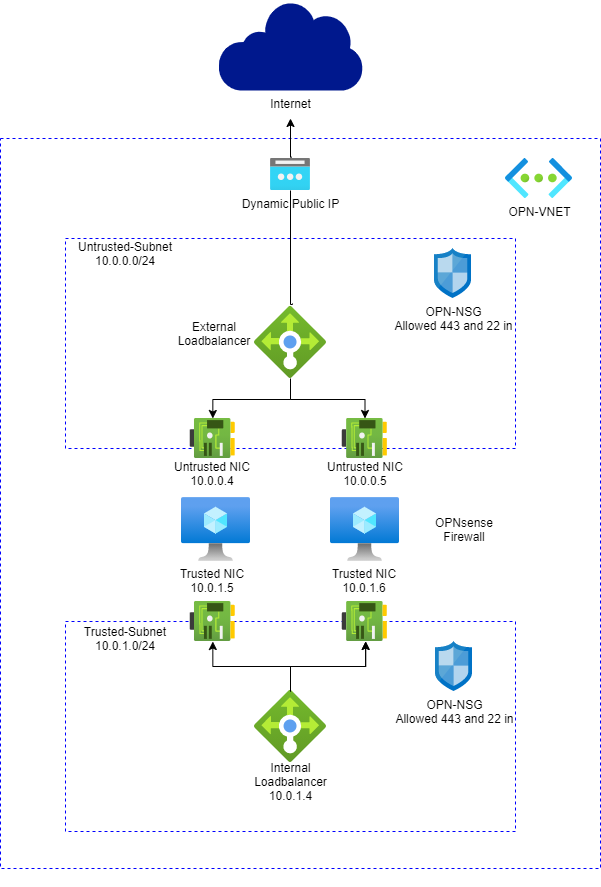 Internet
Dynamic Public IP
OPN-VNET
Untrusted-Subnet
10.0.0.0/24
OPN-NSG
Allowed 443 and 22 in
External
Loadbalancer
Untrusted NIC
10.0.0.4
Untrusted NIC
10.0.0.5
OPNsense
Firewall
Trusted NIC
10.0.1.5
Trusted NIC
10.0.1.6
Trusted-Subnet
10.0.1.0/24
OPN-NSG
Allowed 443 and 22 in
Internal
Loadbalancer
10.0.1.4